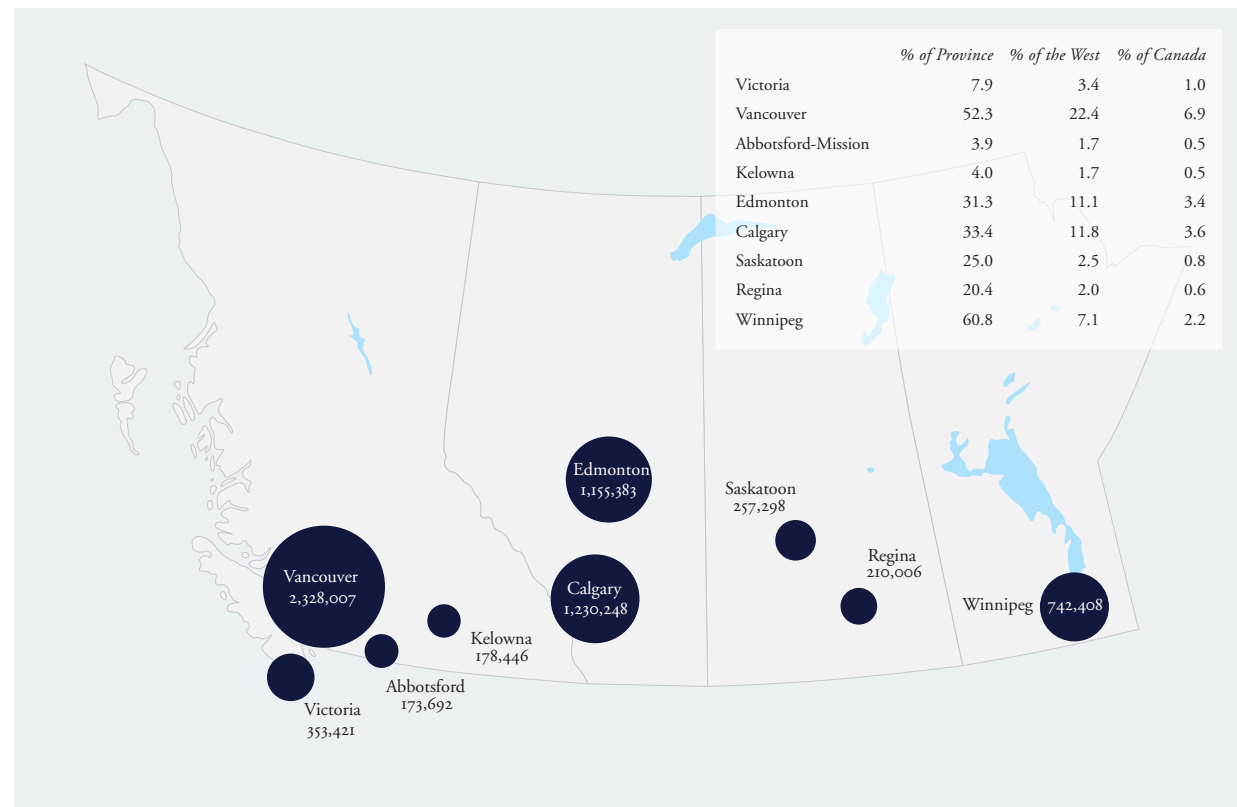 % of Province % of the West % of Canada
Victoria 7.9 3.4 1.0
Vancouver 52.3 22.4 6.9
Abbotsford-Mission 3.9 1.7 0.5
Kelowna 4.0 1.7 0.5
Edmonton 31.3 11.1 3.4
Calgary 33.4 11.8 3.6
Saskatoon 25.0 2.5 0.8
Regina 20.4 2.0 0.6
Winnipeg 60.8 7.1 2.2
Edmonton
1,155,383
Saskatoon
257,298
Regina
210,006
Vancouver
2,328,007
Calgary
1,230,248
Winnipeg 742,408
Kelowna
178,446
Abbotsford
173,692
Victoria
353,421